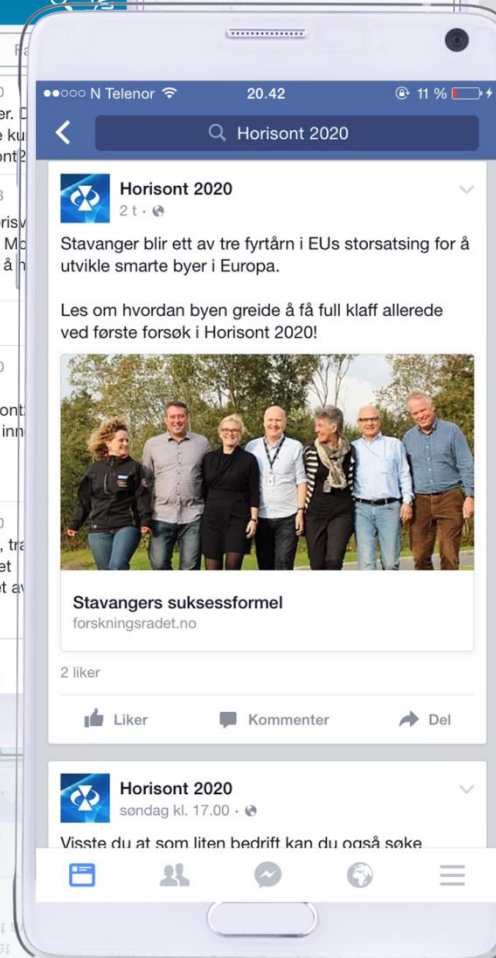 N Telenor 20.42 11 %
Horisont 2020
Horisont 2020
2 t ·
Stavanger blir ett av tre fyrtårn i EUs storsatsing for å
utvikle smarte byer i Europa.
Les om hvordan byen greide å få full klaff allerede
ved første forsøk i Horisont 2020!
Stavangers suksessformel
forskningsradet.no
2 liker
Liker Kommenter Del
Horisont 2020
søndag kl. 17.00 ·
Visste du at som liten bedrift kan du også søke